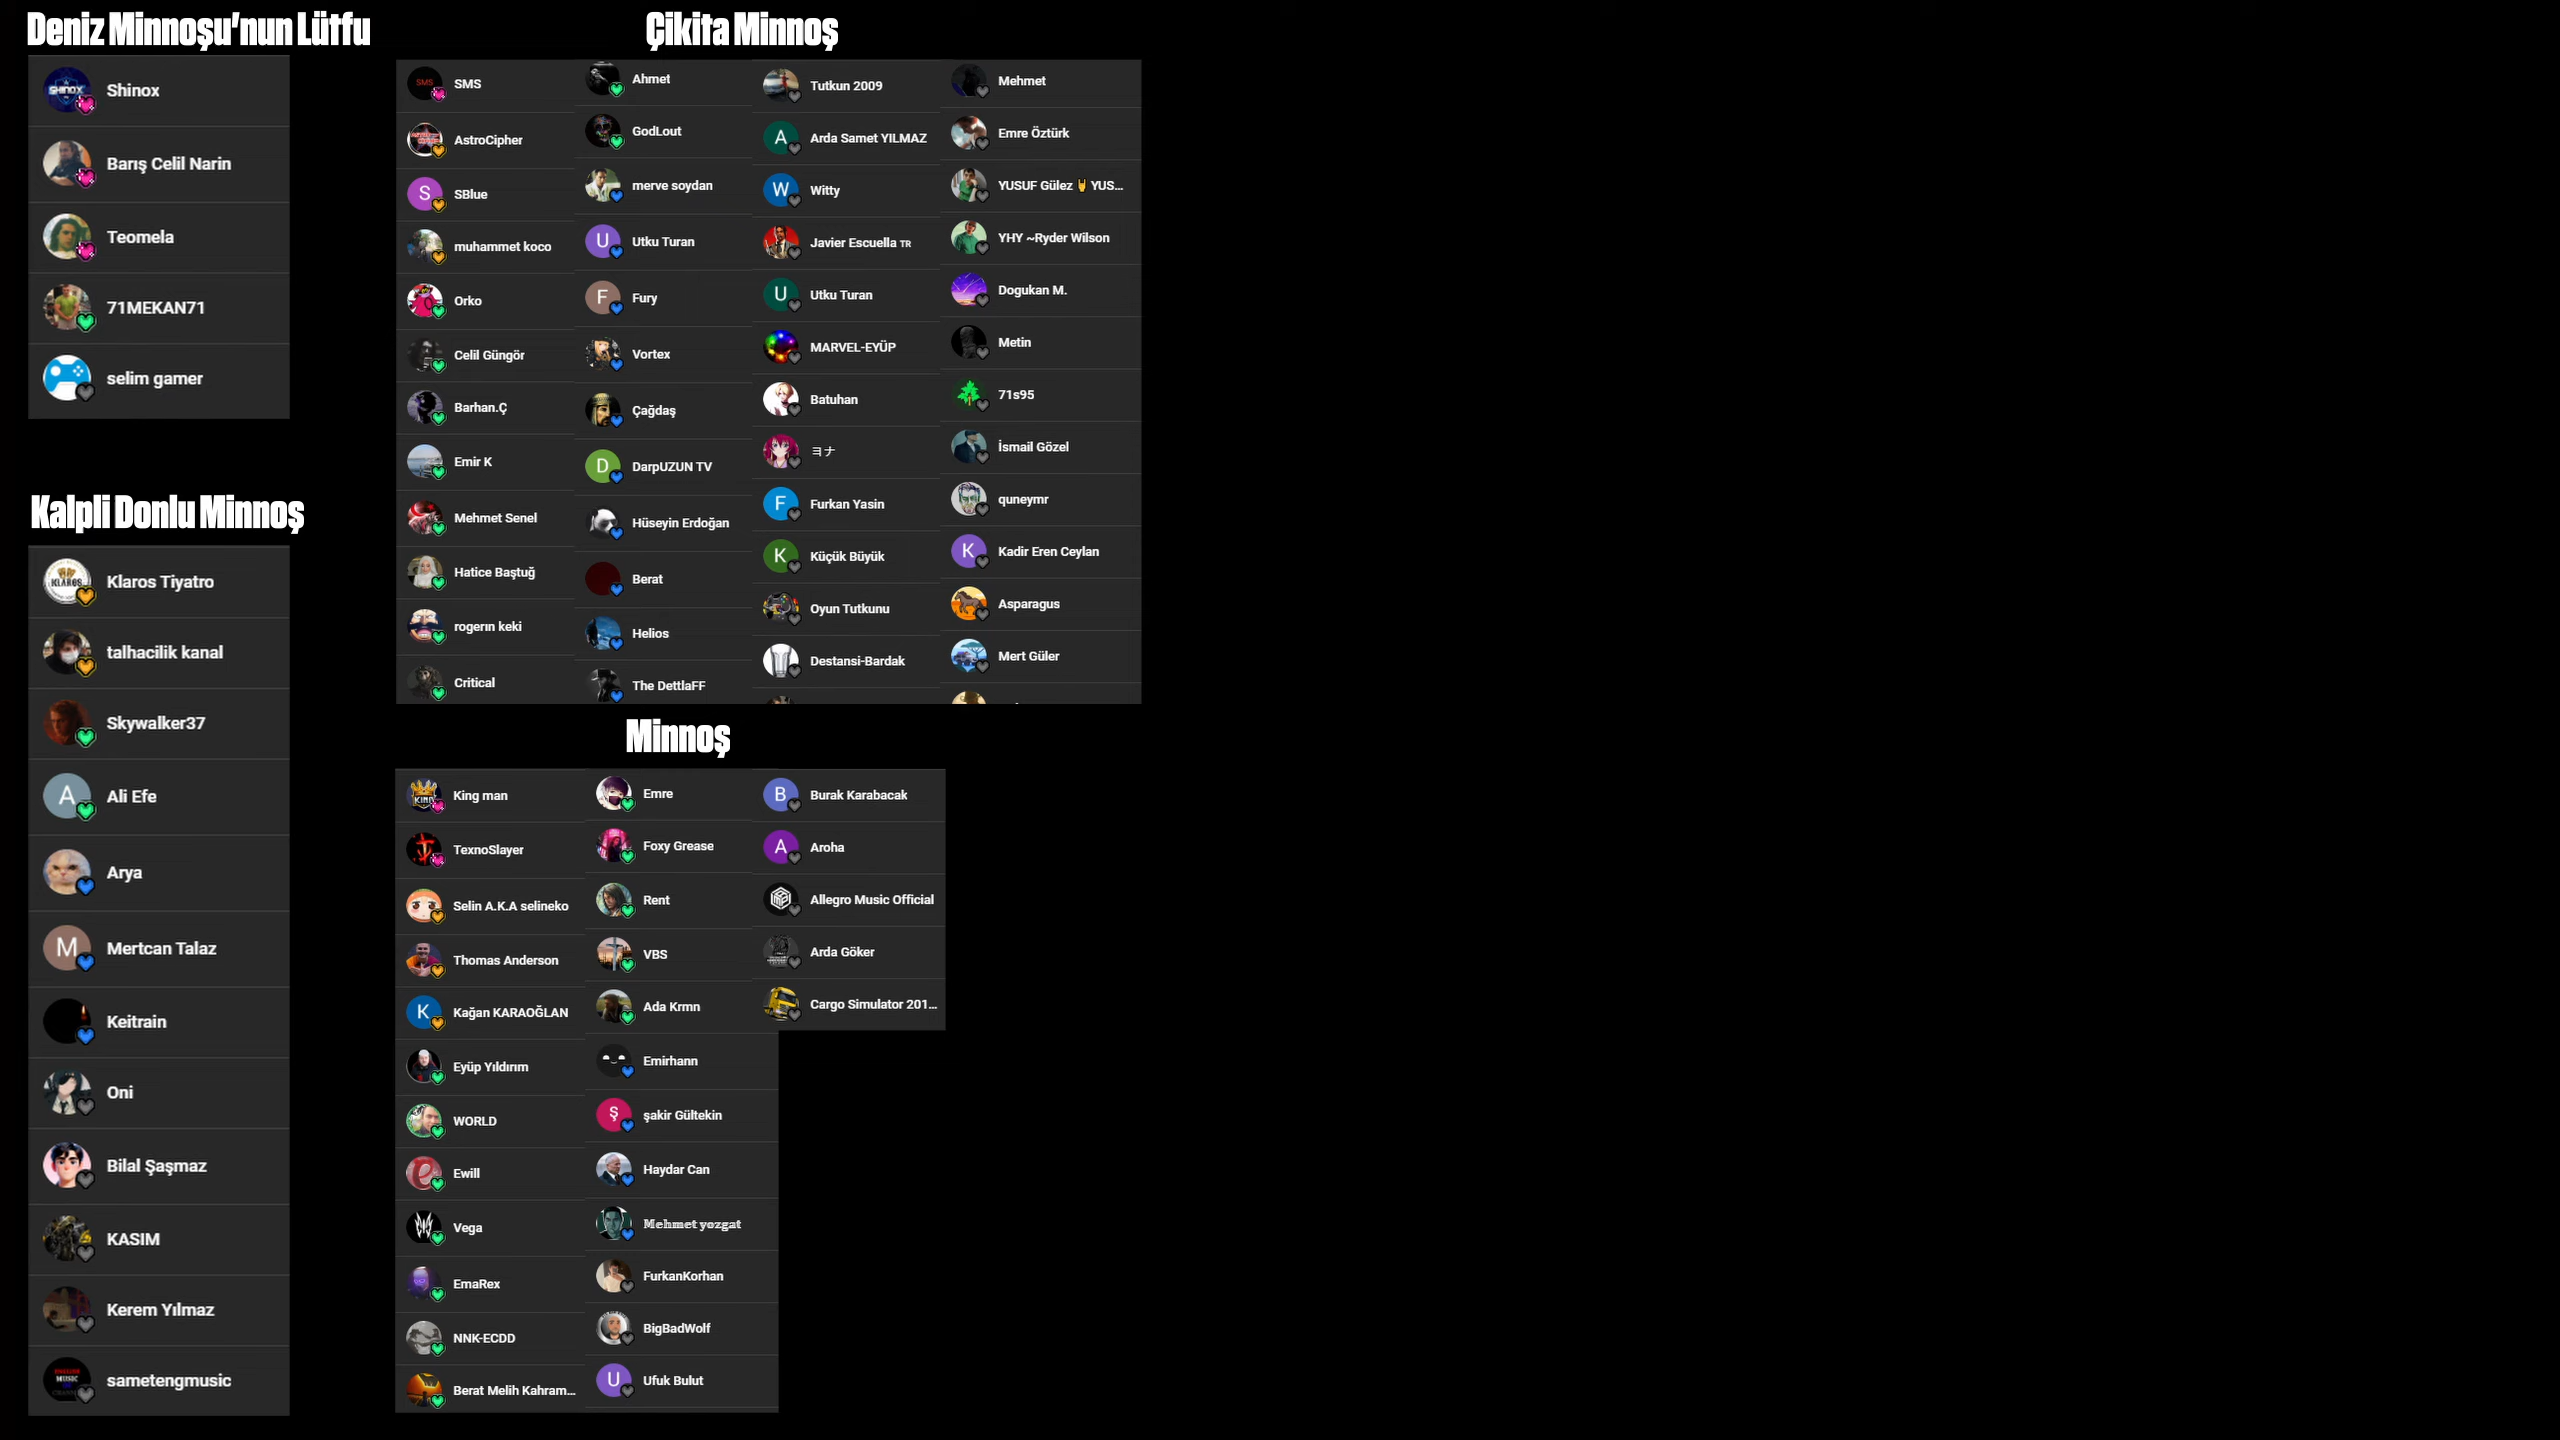 Deniz Minnoşu'nun Lütfu
Shinox
Barış Celil Narin
Teomela
71MEKAN71
selim gamer
Kalpli Donlu Minnoş
Klaros Tiyatro
talhacilik kanal
Skywalker37
A
Ali Efe
Arya
M
Mertcan Talaz
Keitrain
Oni
Bilal Şaşmaz
KASIM
Kerem Yılmaz
sametengmusic
Çikita Minnoş
SMS
SMS
AstroCipher
S
SBlue
muhammet koco
Orko
Celil Güngör
Barhan.Ç
Emir K
Mehmet Senel
Hatice Baştuğ
rogerın keki
Critical
Ahmet
GodLout
merve soydan
U
Utku Turan
F
Fury
Vortex
Çağdaş
D
DarpUZUN TV
Hüseyin Erdoğan
Berat
Helios
The DettlaFF
Tutkun 2009
A
Arda Samet YILMAZ
W
Witty
Javier Escuella TR
U
Utku Turan
MARVEL-EYÜP
Batuhan
ヨナ
F
Furkan Yasin
K
Küçük Büyük
Oyun Tutkunu
Destansi-Bardak
Mehmet
Emre Öztürk
YUSUF Gülez 🤘 YUS...
YHY ~Ryder Wilson
Dogukan M.
Metin
71s95
İsmail Gözel
quneymr
K
Kadir Eren Ceylan
Asparagus
Mert Güler
Minnoş
King man
TexnoSlayer
Selin A.K.A selineko
Thomas Anderson
K
Kağan KARAOĞLAN
Eyüp Yıldırım
WORLD
Ewill
Vega
EmaRex
NNK-ECDD
Berat Melih Kahram...
Emre
Foxy Grease
Rent
VBS
Ada Krmn
Emirhann
Ş
şakir Gültekin
Haydar Can
𝕄𝕖𝕙𝕞𝕖𝕥 𝕪𝕠𝕫𝕘𝕒𝕥
FurkanKorhan
BigBadWolf
U
Ufuk Bulut
B
Burak Karabacak
A
Aroha
Allegro Music Official
Arda Göker
Cargo Simulator 201...